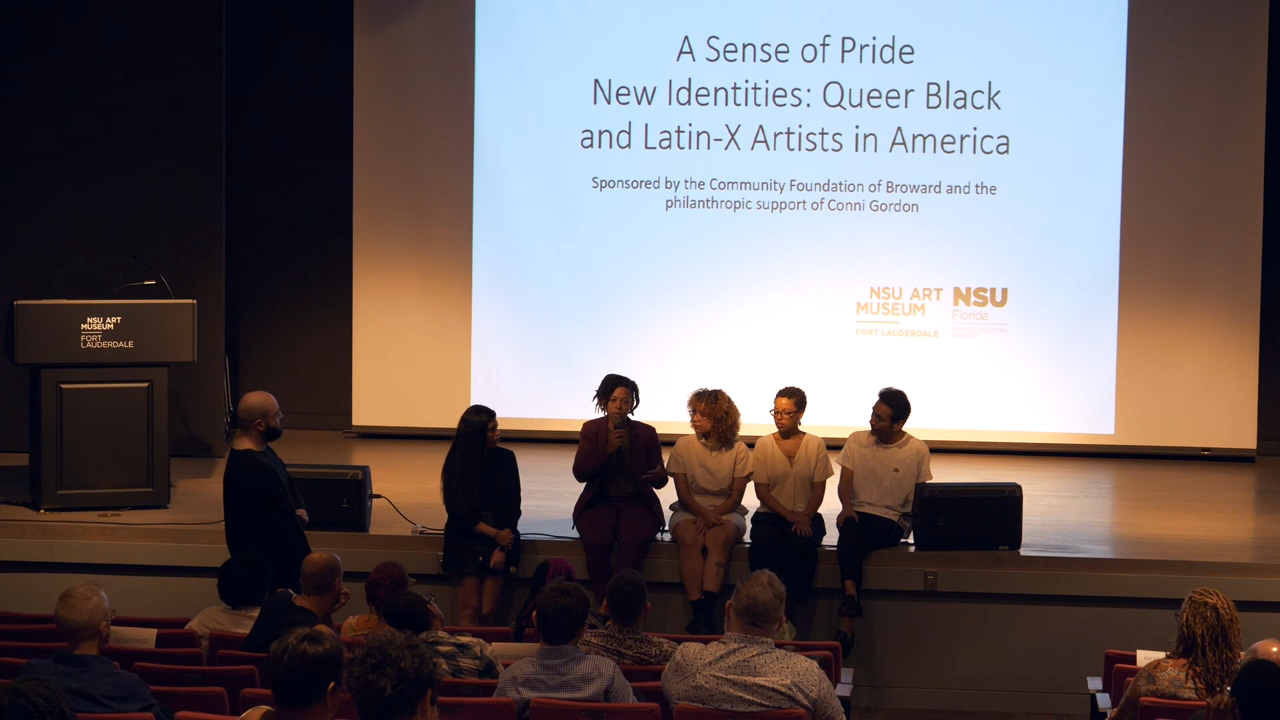 A Sense of Pride
New Identities: Queer Black
and Latin-X Artists in America
Sponsored by the Community Foundation of Broward and the
philanthropic support of Conni Gordon
NSU ART
MUSEUM
FORT LAUDERDALE
NSU
Florida
NSU ART
MUSEUM
FORT
LAUDERDALE
RESERVED